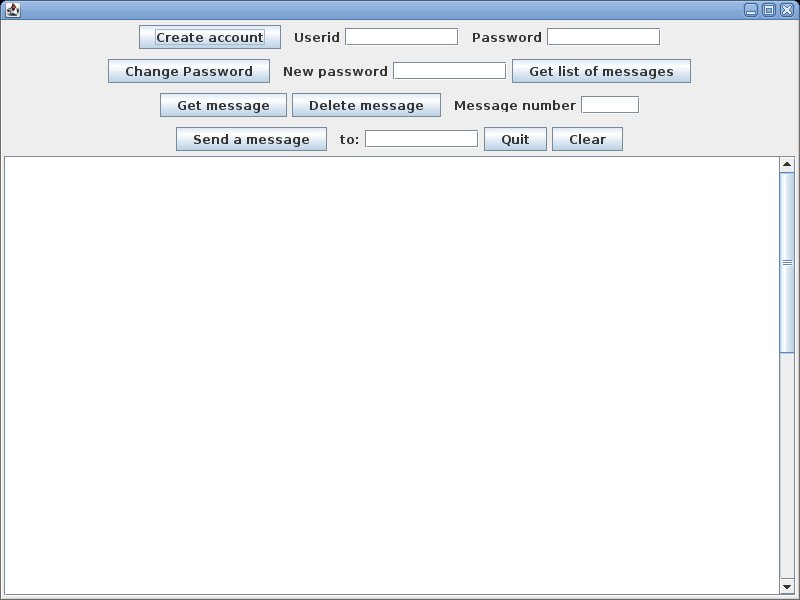 Create account Userid Password
Change Password New password Get list of messages
Get message Delete message Message number
Send a message to: Quit Clear